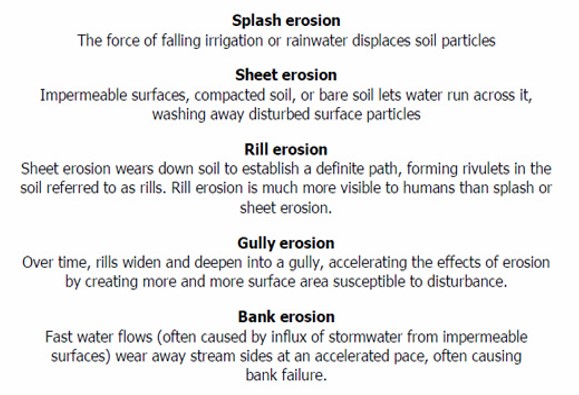 Splash erosion
The force of falling irrigation or rainwater displaces soil particles
Sheet erosion
Impermeable surfaces, compacted soil, or bare soil lets water run across it,
washing away disturbed surface particles
Rill erosion
Sheet erosion wears down soil to establish a definite path, forming rivulets in the
soil referred to as rills. Rill erosion is much more visible to humans than splash or
sheet erosion.
Gully erosion
Over time, rills widen and deepen into a gully, accelerating the effects of erosion
by creating more and more surface area susceptible to disturbance.
Bank erosion
Fast water flows (often caused by influx of stormwater from impermeable
surfaces) wear away stream sides at an accelerated pace, often causing
bank failure.